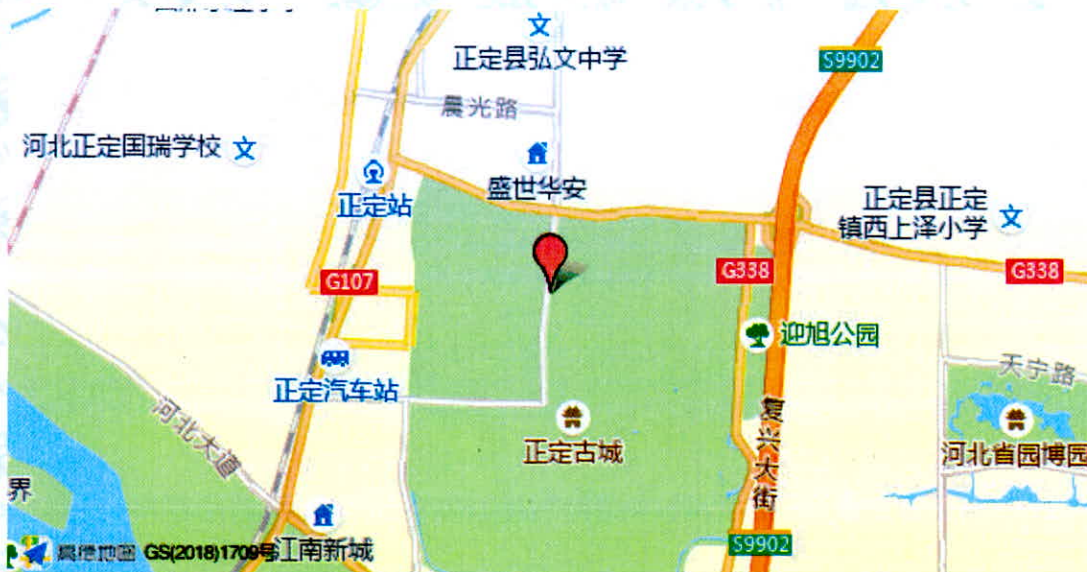 正定县弘文中学
S9902
晨光路
河北正定国瑞学校
盛世华安
正定站
正定县正定
镇西上泽小学
G107
G338
G338
迎旭公园
正定汽车站
天宁路
河北大道
复兴大街
正定古城
河北省园博园
界
S9902
高德地图 GS(2018)1709号
江南新城